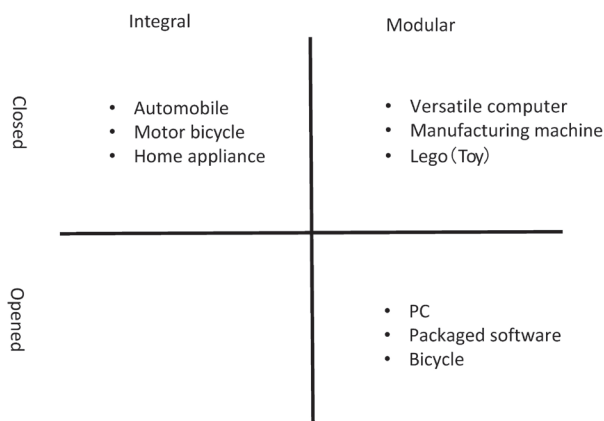 Integral
Modular
Closed
• Automobile
• Motor bicycle
• Home appliance
• Versatile computer
• Manufacturing machine
• Lego（Toy）
Opened
• PC
• Packaged software
• Bicycle